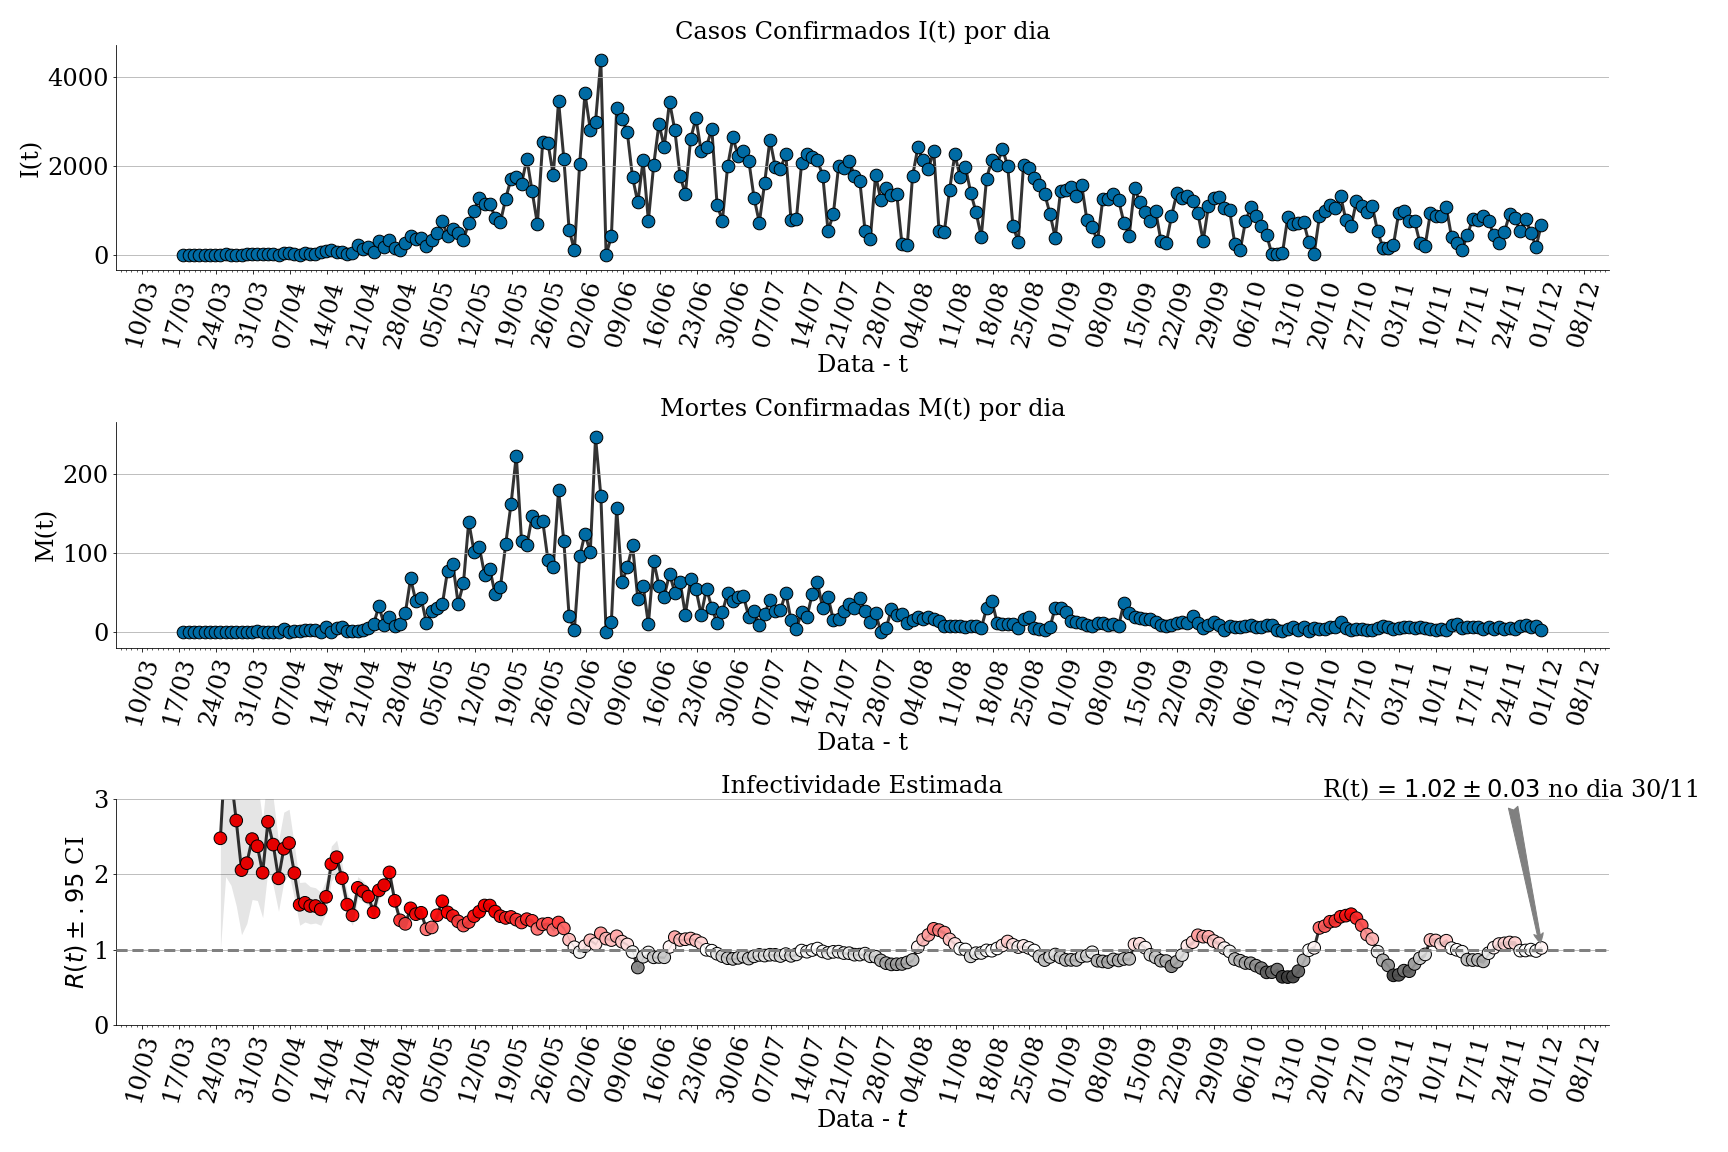 Casos Confirmados I(t) por dia
I(t)
4000
2000
0
10/03 17/03 24/03 31/03 07/04 14/04 21/04 28/04 05/05 12/05 19/05 26/05 02/06 09/06 16/06 23/06 30/06 07/07 14/07 21/07 28/07 04/08 11/08 18/08 25/08 01/09 08/09 15/09 22/09 29/09 06/10 13/10 20/10 27/10 03/11 10/11 17/11 24/11 01/12 08/12
Data - t
Mortes Confirmadas M(t) por dia
M(t)
200
100
0
10/03 17/03 24/03 31/03 07/04 14/04 21/04 28/04 05/05 12/05 19/05 26/05 02/06 09/06 16/06 23/06 30/06 07/07 14/07 21/07 28/07 04/08 11/08 18/08 25/08 01/09 08/09 15/09 22/09 29/09 06/10 13/10 20/10 27/10 03/11 10/11 17/11 24/11 01/12 08/12
Data - t
Infectividade Estimada
R(t) = 1.02 ± 0.03 no dia 30/11
R(t) ± .95 CI
3
2
1
0
10/03 17/03 24/03 31/03 07/04 14/04 21/04 28/04 05/05 12/05 19/05 26/05 02/06 09/06 16/06 23/06 30/06 07/07 14/07 21/07 28/07 04/08 11/08 18/08 25/08 01/09 08/09 15/09 22/09 29/09 06/10 13/10 20/10 27/10 03/11 10/11 17/11 24/11 01/12 08/12
Data - t